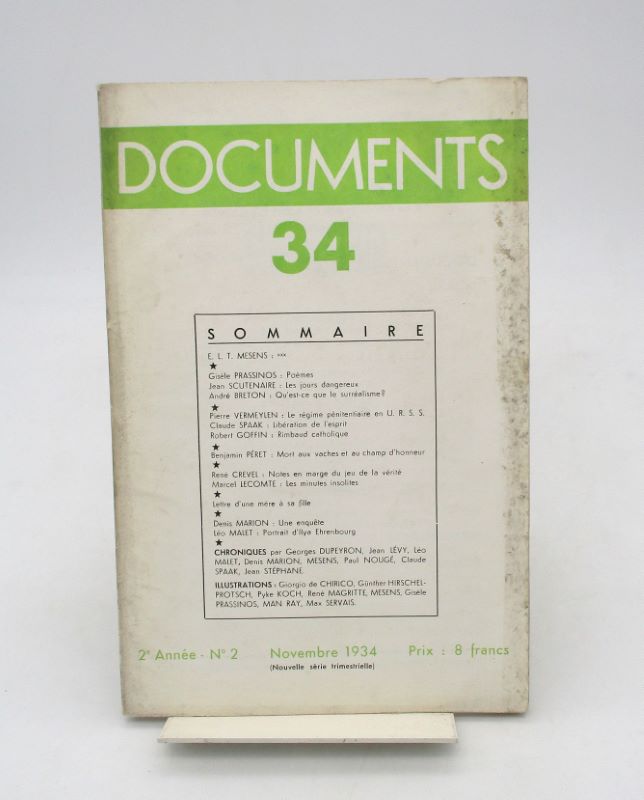 DOCUMENTS
34
SOMMAIRE
E. L. T. MESENS : ***
★
Gisèle PRASSINOS : Poèmes
Jean SCUTENAIRE : Les jours dangereux
André BRETON : Qu'est-ce que le surréalisme ?
★
Pierre VERMEYLEN : Le régime pénitentiaire en U. R. S. S.
Claude SPAAK : Libération de l'esprit
Robert GOFFIN : Rimbaud catholique
★
Benjamin PÉRET : Mort aux vaches et au champ d'honneur
★
René CREVEL : Notes en marge du jeu de la vérité
Marcel LECOMTE : Les minutes insolites
★
Lettre d'une mère à sa fille
★
Denis MARION : Une enquête
Léo MALET : Portrait d'Ilya Ehrenbourg
★
CHRONIQUES par Georges DUPEYRON, Jean LÉVY, Léo
MALET, Denis MARION, MESENS, Paul NOUGÉ, Claude
SPAAK, Jean STÉPHANE.
ILLUSTRATIONS : Giorgio de CHIRICO, Günther HIRSCHEL-
PROTSCH, Pyke KOCH, René MAGRITTE, MESENS, Gisèle
PRASSINOS, MAN RAY, Max SERVAIS.
2e Année - N° 2 Novembre 1934 Prix : 8 francs
(Nouvelle série trimestrielle)